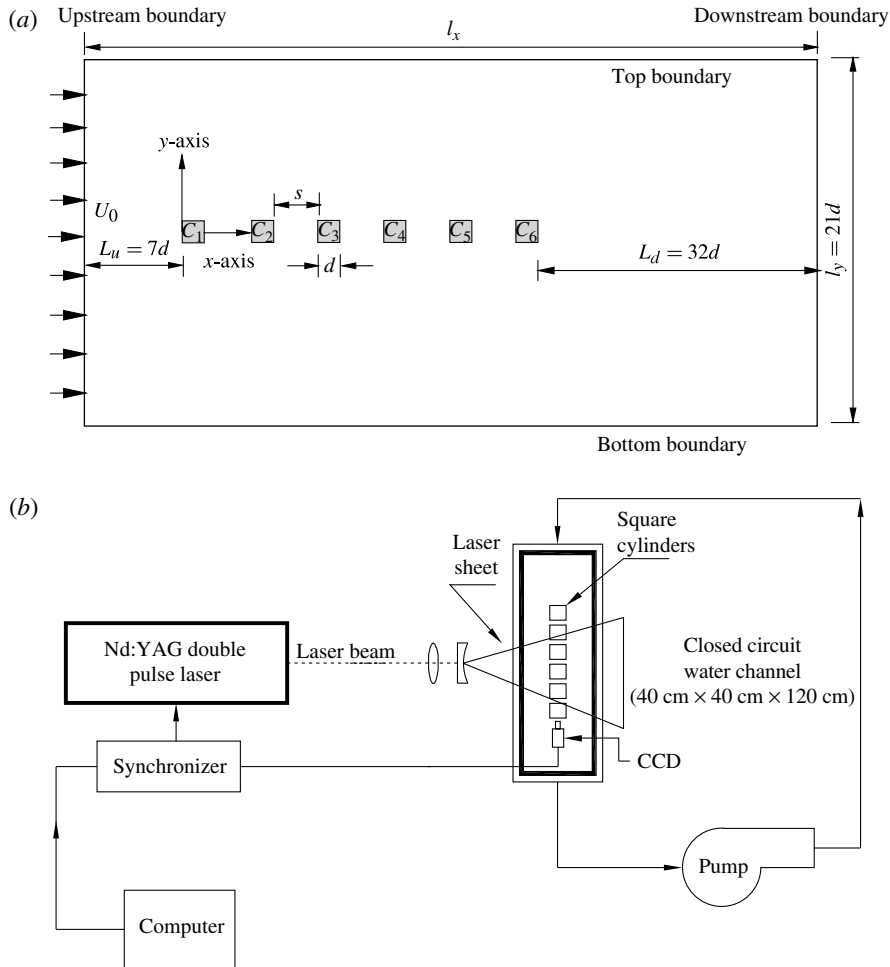 (a)
Upstream boundary
Downstream boundary
l_x
Top boundary
y-axis
s
U_0
C_1
C_2
C_3
C_4
C_5
C_6
L_u = 7d
x-axis
d
L_d = 32d
l_y = 21d
Bottom boundary
(b)
Square
cylinders
Laser
sheet
Nd:YAG double
pulse laser
Laser beam
Closed circuit
water channel
(40 cm × 40 cm × 120 cm)
Synchronizer
CCD
Pump
Computer